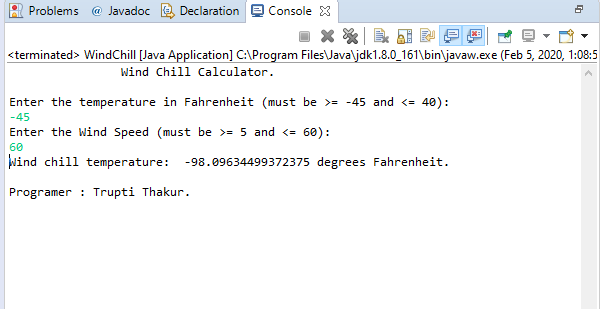 Problems @ Javadoc Declaration Console
<terminated> WindChill [Java Application] C:\Program Files\Java\jdk1.8.0_161\bin\javaw.exe (Feb 5, 2020, 1:08:5
Wind Chill Calculator.
Enter the temperature in Fahrenheit (must be >= -45 and <= 40):
-45
Enter the Wind Speed (must be >= 5 and <= 60):
60
Wind chill temperature:  -98.09634499372375 degrees Fahrenheit.
Programer : Trupti Thakur.